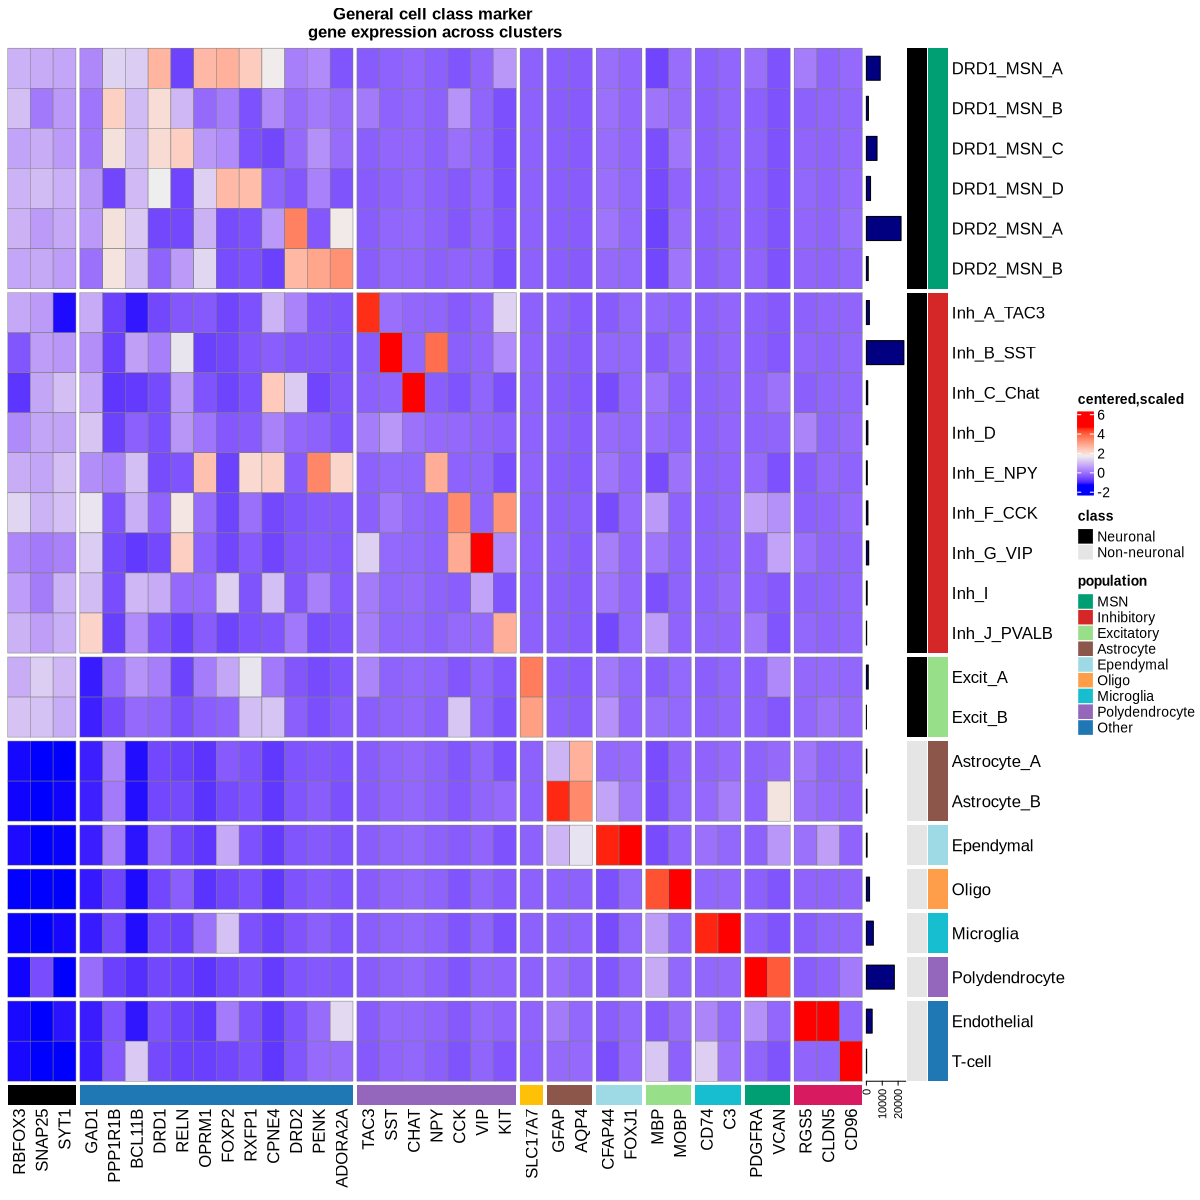 General cell class marker
gene expression across clusters
DRD1_MSN_A
DRD1_MSN_B
DRD1_MSN_C
DRD1_MSN_D
DRD2_MSN_A
DRD2_MSN_B
Inh_A_TAC3
Inh_B_SST
Inh_C_Chat
Inh_D
Inh_E_NPY
Inh_F_CCK
Inh_G_VIP
Inh_I
Inh_J_PVALB
Excit_A
Excit_B
Astrocyte_A
Astrocyte_B
Ependymal
Oligo
Microglia
Polydendrocyte
Endothelial
T-cell
centered,scaled
6
4
2
0
-2
class
Neuronal
Non-neuronal
population
MSN
Inhibitory
Excitatory
Astrocyte
Ependymal
Oligo
Microglia
Polydendrocyte
Other
0
10000
20000
RBFOX3
SNAP25
SYT1
GAD1
PPP1R1B
BCL11B
DRD1
RELN
OPRM1
FOXP2
RXFP1
CPNE4
DRD2
PENK
ADORA2A
TAC3
SST
CHAT
NPY
CCK
VIP
KIT
SLC17A7
GFAP
AQP4
CFAP44
FOXJ1
MBP
MOBP
CD74
C3
PDGFRA
VCAN
RGS5
CLDN5
CD96